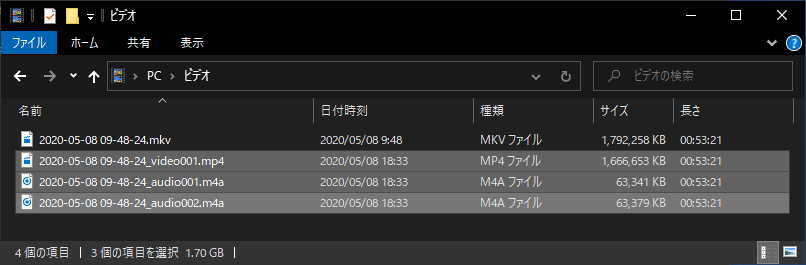 ビデオ
ファイル ホーム 共有 表示
PC ビデオ ビデオの検索
名前 日付時刻 種類 サイズ 長さ
2020-05-08 09-48-24.mkv 2020/05/08 9:48 MKV ファイル 1,792,258 KB 00:53:21
2020-05-08 09-48-24_video001.mp4 2020/05/08 18:33 MP4 ファイル 1,666,653 KB 00:53:21
2020-05-08 09-48-24_audio001.m4a 2020/05/08 18:33 M4A ファイル 63,341 KB 00:53:21
2020-05-08 09-48-24_audio002.m4a 2020/05/08 18:33 M4A ファイル 63,379 KB 00:53:21
4 個の項目 3 個の項目を選択 1.70 GB